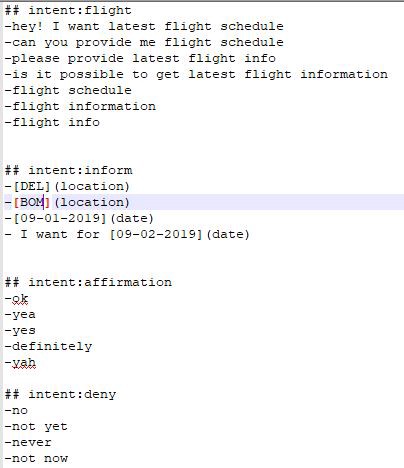 ## intent:flight
-hey! I want latest flight schedule
-can you provide me flight schedule
-please provide latest flight info
-is it possible to get latest flight information
-flight schedule
-flight information
-flight info
## intent:inform
-[DEL](location)
-[BOM](location)
-[09-01-2019](date)
- I want for [09-02-2019](date)
## intent:affirmation
-ok
-yea
-yes
-definitely
-yah
## intent:deny
-no
-not yet
-never
-not now